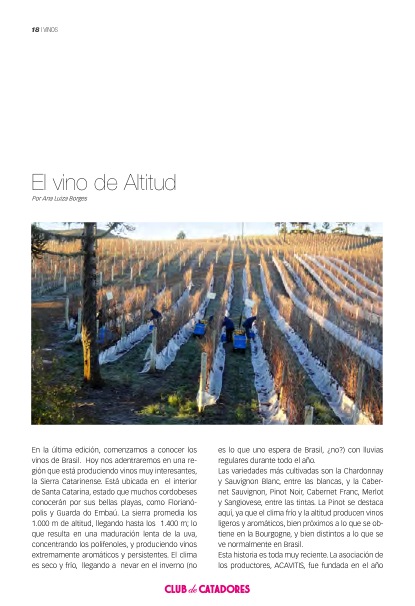 18 | VINOS
El vino de Altitud
Por Ana Luiza Borges
En la última edición, comenzamos a conocer los
vinos de Brasil.  Hoy nos adentraremos en una re-
gión que está produciendo vinos muy interesantes,
la Sierra Catarinense. Está ubicada en  el interior
de Santa Catarina, estado que muchos cordobeses
conocerán por sus bellas playas, como Florianó-
polis y Guarda do Embaú. La sierra promedia los
1.000 m de altitud, llegando hasta los  1.400 m; lo
que resulta en una maduración lenta de la uva,
concentrando los polifenoles, y produciendo vinos
extremamente aromáticos y persistentes. El clima
es seco y frío,  llegando a  nevar en el invierno (no
es lo que uno espera de Brasil, ¿no?) con lluvias
regulares durante todo el año.
Las variedades más cultivadas son la Chardonnay
y Sauvignon Blanc, entre las blancas, y la Caber-
net Sauvignon, Pinot Noir, Cabernet Franc, Merlot
y Sangiovese, entre las tintas. La Pinot se destaca
aquí, ya que el clima frío y la altitud producen vinos
ligeros y aromáticos, bien próximos a lo que se ob-
tiene en la Bourgogne, y bien distintos a lo que se
ve normalmente en Brasil.
Esta historia es toda muy reciente. La asociación de
los productores, ACAVITIS, fue fundada en el año
CLUB de CATADORES